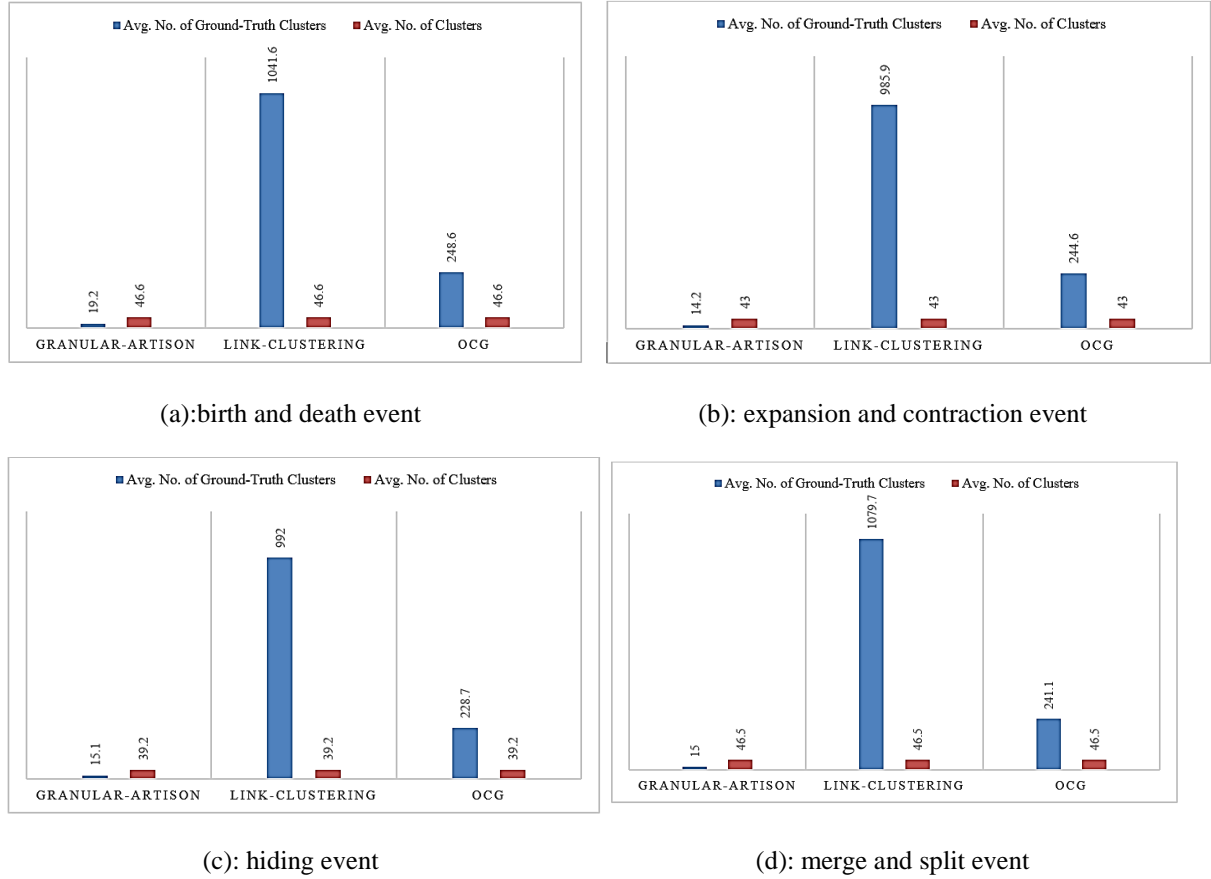 Avg. No. of Ground-Truth Clusters Avg. No. of Clusters
19.2 46.6 1041.6 46.6 248.6 46.6
GRANULAR-ARTISON LINK-CLUSTERING OCG
(a):birth and death event
Avg. No. of Ground-Truth Clusters Avg. No. of Clusters
14.2 43 985.9 43 244.6 43
GRANULAR-ARTISON LINK-CLUSTERING OCG
(b): expansion and contraction event
Avg. No. of Ground-Truth Clusters Avg. No. of Clusters
15.1 39.2 992 39.2 228.7 39.2
GRANULAR-ARTISON LINK-CLUSTERING OCG
(c): hiding event
Avg. No. of Ground-Truth Clusters Avg. No. of Clusters
15 46.5 1079.7 46.5 241.1 46.5
GRANULAR-ARTISON LINK-CLUSTERING OCG
(d): merge and split event